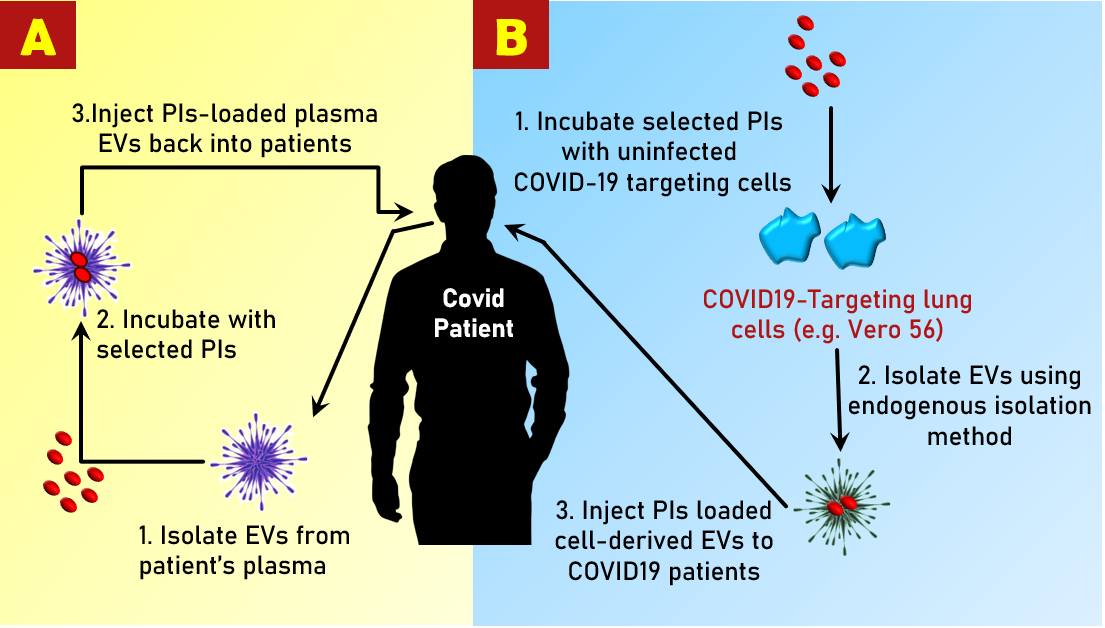 A
3.Inject PIs-loaded plasma
EVs back into patients
2. Incubate with
selected PIs
1. Isolate EVs from
patient's plasma
Covid
Patient
B
1. Incubate selected PIs
with uninfected
COVID-19 targeting cells
COVID19-Targeting lung
cells (e.g. Vero 56)
2. Isolate EVs using
endogenous isolation
method
3. Inject PIs loaded
cell-derived EVs to
COVID19 patients